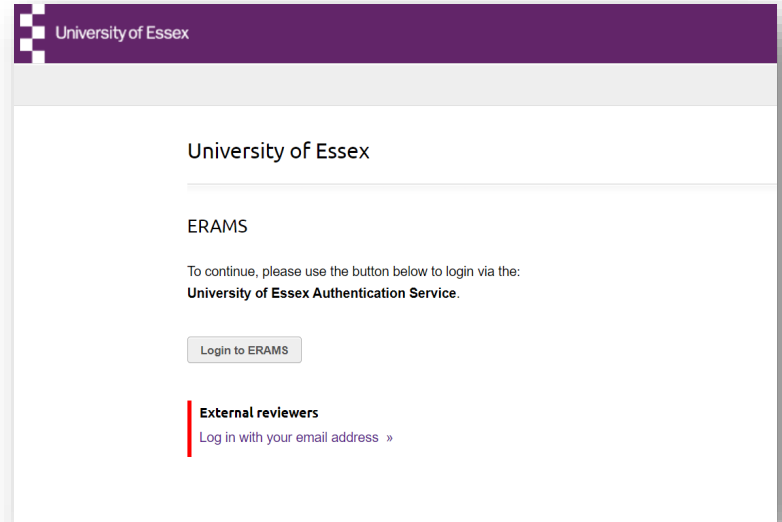 University of Essex
University of Essex
ERAMS
To continue, please use the button below to login via the:
University of Essex Authentication Service.
Login to ERAMS
External reviewers
Log in with your email address »